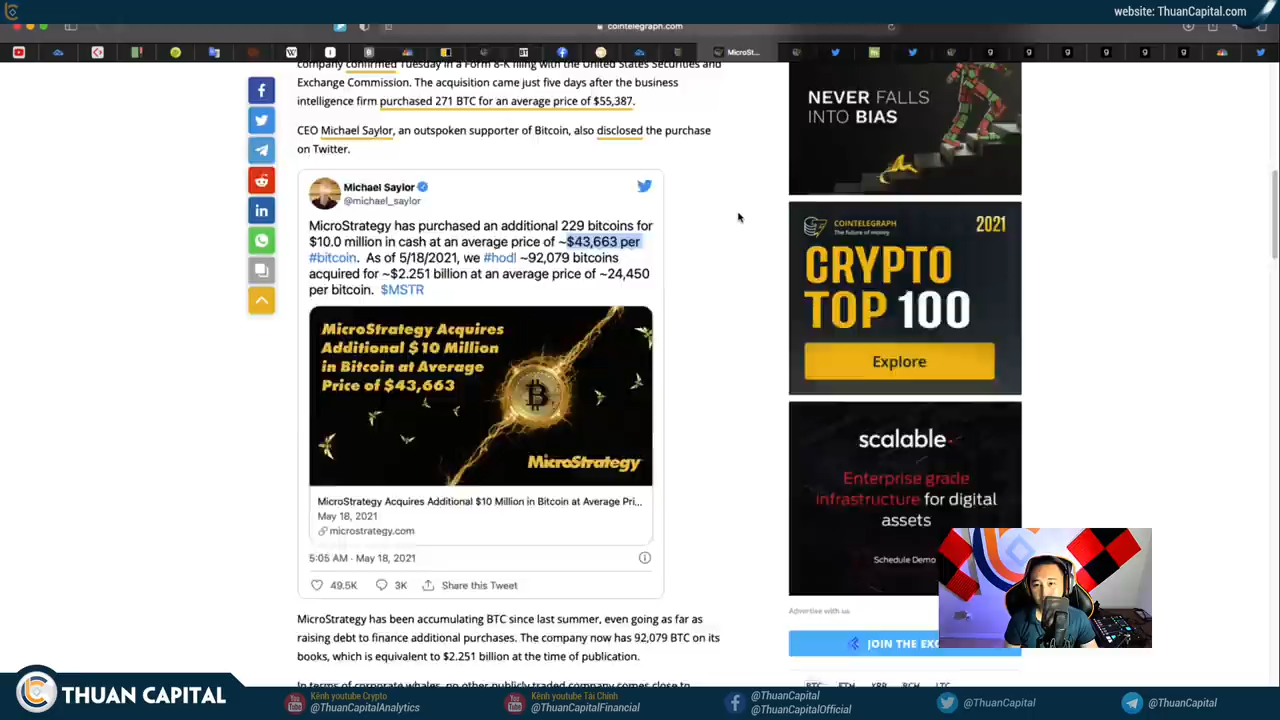 website: ThuanCapital.com
cointelegraph.com
MicroSt...
company confirmed Tuesday in a Form 8-K filing with the United States Securities and
Exchange Commission. The acquisition came just five days after the business
intelligence firm purchased 271 BTC for an average price of $55,387.
CEO Michael Saylor, an outspoken supporter of Bitcoin, also disclosed the purchase
on Twitter.
Michael Saylor
@michael_saylor
MicroStrategy has purchased an additional 229 bitcoins for
$10.0 million in cash at an average price of ~$43,663 per
#bitcoin. As of 5/18/2021, we #hodl ~92,079 bitcoins
acquired for ~$2.251 billion at an average price of ~24,450
per bitcoin. $MSTR
MicroStrategy Acquires
Additional $10 Million
in Bitcoin at Average
Price of $43,663
MicroStrategy
MicroStrategy Acquires Additional $10 Million in Bitcoin at Average Pri...
May 18, 2021
microstrategy.com
5:05 AM · May 18, 2021
49.5K
3K
Share this Tweet
MicroStrategy has been accumulating BTC since last summer, even going as far as
raising debt to finance additional purchases. The company now has 92,079 BTC on its
books, which is equivalent to $2.251 billion at the time of publication.
In terms of corporate whales, no other publicly traded company comes close to
NEVER FALLS
INTO BIAS
COINTELEGRAPH
The future of money
2021
CRYPTO
TOP 100
Explore
scalable
Enterprise grade
infrastructure for digital
assets
Schedule Demo
Advertise with us
JOIN THE EXC
BTC ETH XRP BCH LTC
THUAN CAPITAL
Kênh youtube Crypto
@ThuanCapitalAnalytics
Kênh youtube Tài Chính
@ThuanCapitalFinancial
@ThuanCapital
@ThuanCapitalOfficial
@ThuanCapital
@ThuanCapital